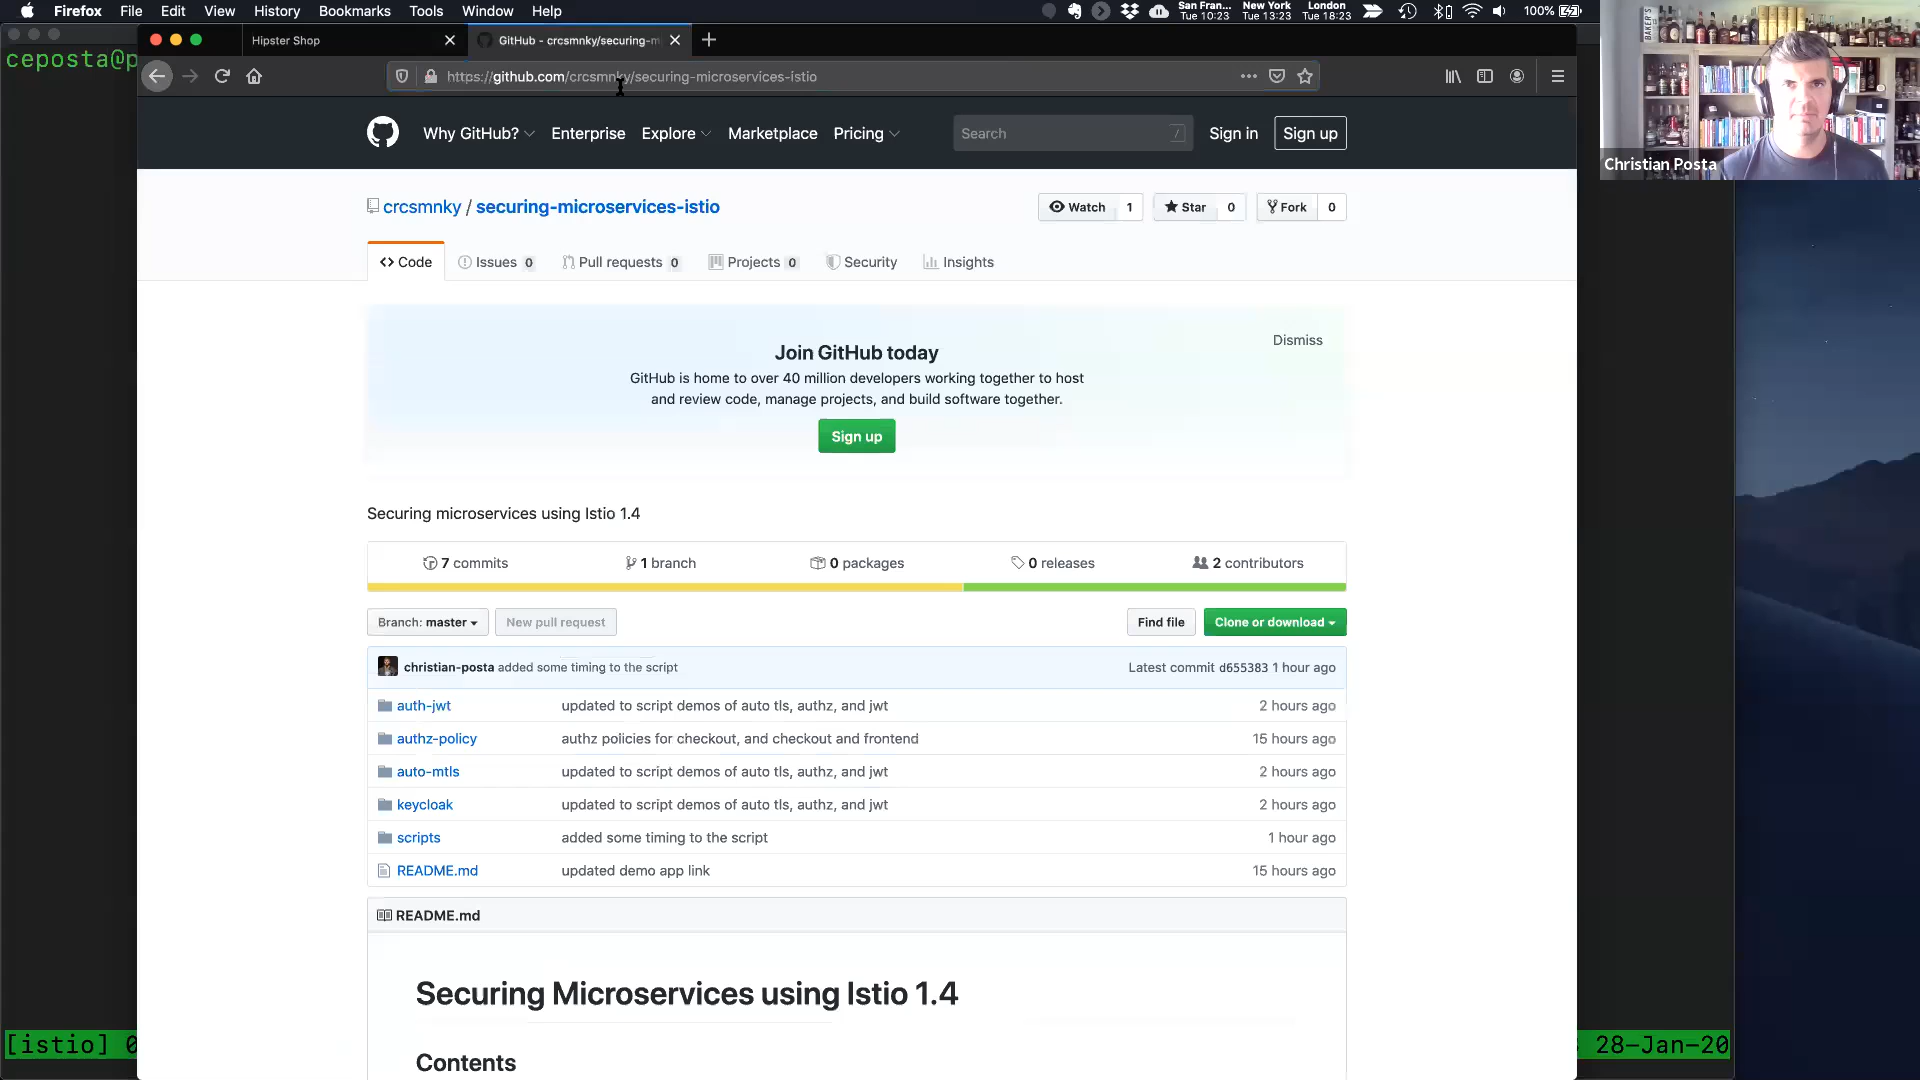 Firefox File Edit View History Bookmarks Tools Window Help
San Fran... New York London
Tue 10:23 Tue 13:23 Tue 18:23
100%
ceposta@p
Hipster Shop
GitHub - crcsmnky/securing-mi
https://github.com/crcsmnky/securing-microservices-istio
BAKER'S
Christian Posta
Why GitHub? Enterprise Explore Marketplace Pricing
Search /
Sign in Sign up
crcsmnky / securing-microservices-istio
Watch 1 Star 0 Fork 0
Code Issues 0 Pull requests 0 Projects 0 Security Insights
Join GitHub today
Dismiss
GitHub is home to over 40 million developers working together to host
and review code, manage projects, and build software together.
Sign up
Securing microservices using Istio 1.4
7 commits 1 branch 0 packages 0 releases 2 contributors
Branch: master New pull request Find file Clone or download
christian-posta added some timing to the script Latest commit d655383 1 hour ago
auth-jwt updated to script demos of auto tls, authz, and jwt 2 hours ago
authz-policy authz policies for checkout, and checkout and frontend 15 hours ago
auto-mtls updated to script demos of auto tls, authz, and jwt 2 hours ago
keycloak updated to script demos of auto tls, authz, and jwt 2 hours ago
scripts added some timing to the script 1 hour ago
README.md updated demo app link 15 hours ago
README.md
Securing Microservices using Istio 1.4
Contents
[istio] 0
28-Jan-20